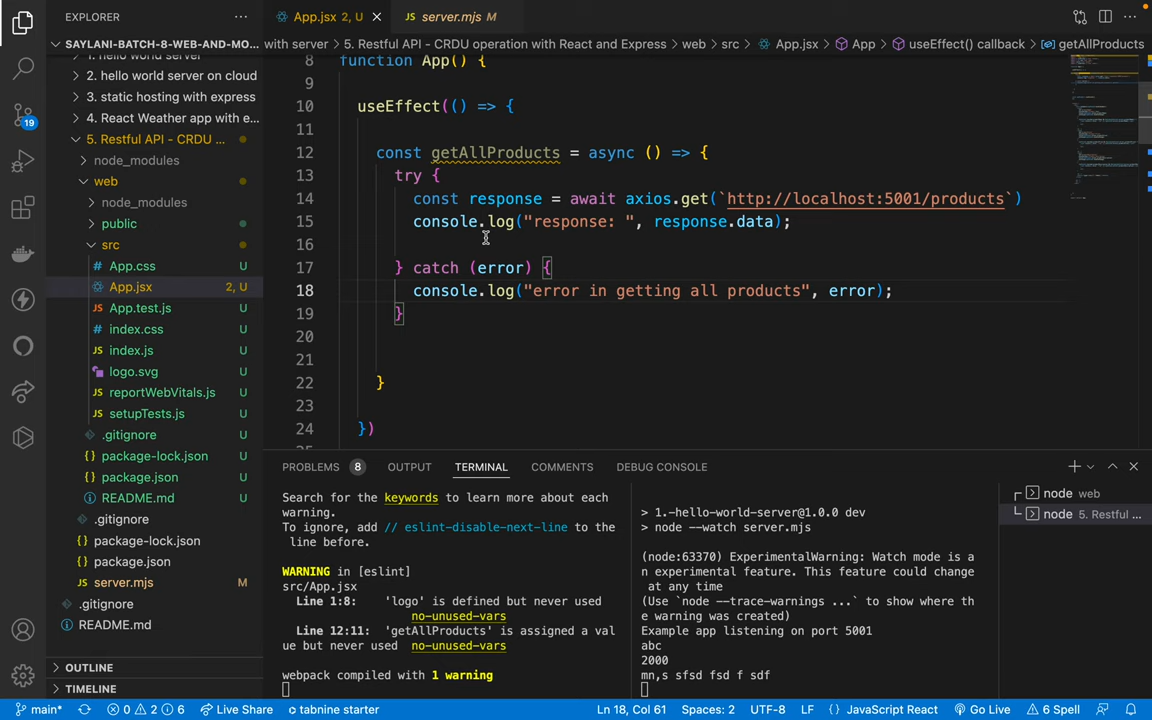 EXPLORER
App.jsx 2, U
server.mjs M
SAYLANI-BATCH-8-WEB-AND-MO...
with server > 5. Restful API - CRDU operation with React and Express > web > src > App.jsx > App > useEffect() callback > getAllProducts
1. hello world server
2. hello world server on cloud
3. static hosting with express
4. React Weather app with e...
5. Restful API - CRDU ...
node_modules
web
node_modules
public
src
App.css U
App.jsx 2, U
App.test.js U
index.css U
index.js U
logo.svg U
reportWebVitals.js U
setupTests.js U
.gitignore U
package-lock.json U
package.json U
README.md U
.gitignore
package-lock.json
package.json
server.mjs M
.gitignore
README.md
OUTLINE
TIMELINE
19
8 function App() {
9
10 useEffect(() => {
11
12 const getAllProducts = async () => {
13 try {
14 const response = await axios.get(`http://localhost:5001/products`)
15 console.log("response: ", response.data);
16
17 } catch (error) {
18 console.log("error in getting all products", error);
19 }
20
21
22 }
23
24 })
PROBLEMS 8 OUTPUT TERMINAL COMMENTS DEBUG CONSOLE
Search for the keywords to learn more about each
warning.
To ignore, add // eslint-disable-next-line to the
line before.
WARNING in [eslint]
src/App.jsx
Line 1:8: 'logo' is defined but never used
no-unused-vars
Line 12:11: 'getAllProducts' is assigned a val
ue but never used no-unused-vars
webpack compiled with 1 warning
> 1.-hello-world-server@1.0.0 dev
> node --watch server.mjs
(node:63370) ExperimentalWarning: Watch mode is a
n experimental feature. This feature could change
at any time
(Use `node --trace-warnings ...` to show where th
e warning was created)
Example app listening on port 5001
abc
2000
mn,s sfsd fsd f sdf
node web
node 5. Restful ...
main* 0 2 6 Live Share tabnine starter Ln 18, Col 61 Spaces: 2 UTF-8 LF {} JavaScript React Go Live 6 Spell